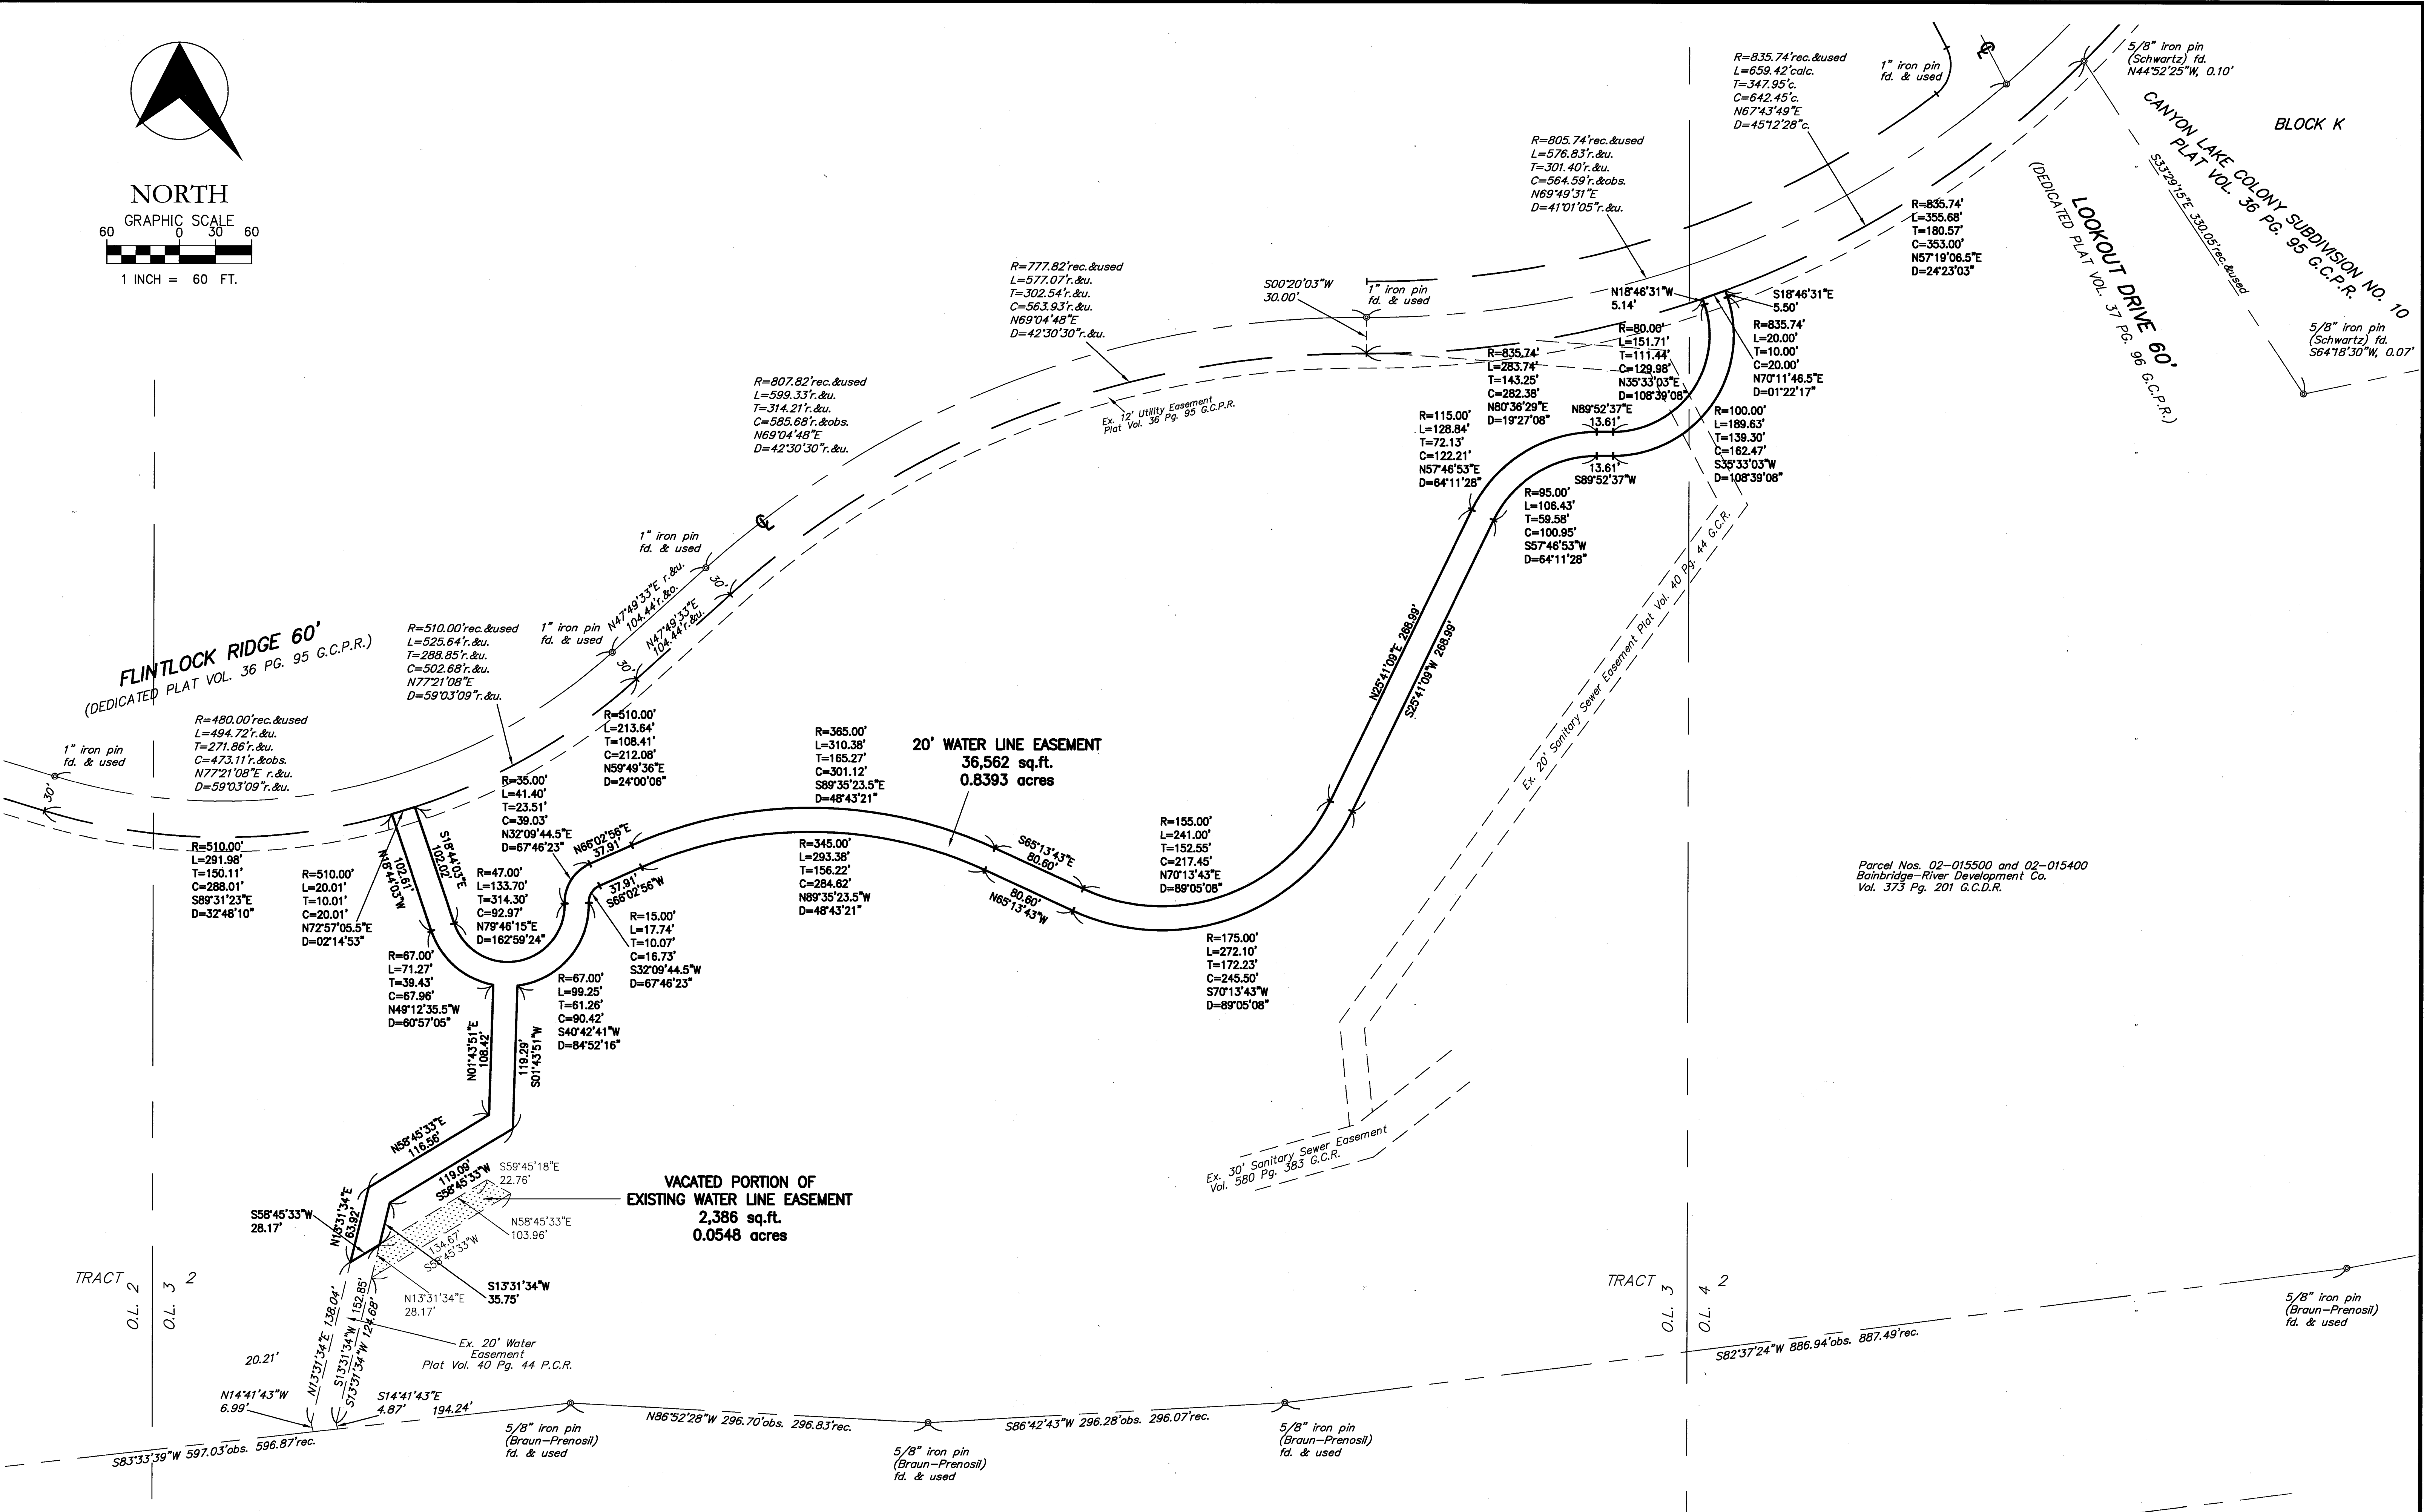 NORTH
GRAPHIC SCALE
60 0 30 60
1 INCH = 60 FT.
R=835.74'rec.&used
L=659.42'calc.
T=347.95'c.
C=642.45'c.
N67°43'49"E
D=45°12'28"c.
1" iron pin
fd. & used
℄
5/8" iron pin
(Schwartz) fd.
N44°52'25"W, 0.10'
BLOCK K
CANYON LAKE COLONY SUBDIVISION NO. 10
PLAT VOL. 36 PG. 95 G.C.P.R.
S33°29'15"E 330.05'rec.&used
LOOKOUT DRIVE 60'
(DEDICATED PLAT VOL. 37 PG. 96 G.C.P.R.)
5/8" iron pin
(Schwartz) fd.
S64°18'30"W, 0.07'
R=805.74'rec.&used
L=576.83'r.&u.
T=301.40'r.&u.
C=564.59'r.&obs.
N69°49'31"E
D=41°01'05"r.&u.
R=835.74'
L=355.68'
T=180.57'
C=353.00'
N57°19'06.5"E
D=24°23'03"
R=777.82'rec.&used
L=577.07'r.&u.
T=302.54'r.&u.
C=563.93'r.&u.
N69°04'48"E
D=42°30'30"r.&u.
S00°20'03"W
30.00'
1" iron pin
fd. & used
N18°46'31"W
5.14'
S18°46'31"E
5.50'
R=80.00'
L=151.71'
T=111.44'
C=129.98'
N35°33'03"E
D=108°39'08"
R=835.74'
L=20.00'
T=10.00'
C=20.00'
N70°11'46.5"E
D=01°22'17"
R=835.74'
L=283.74'
T=143.25'
C=282.38'
N80°36'29"E
D=19°27'08"
R=807.82'rec.&used
L=599.33'r.&u.
T=314.21'r.&u.
C=585.68'r.&obs.
N69°04'48"E
D=42°30'30"r.&u.
Ex. 12' Utility Easement
Plat Vol. 36 Pg. 95 G.C.P.R.
R=115.00'
L=128.84'
T=72.13'
C=122.21'
N57°46'53"E
D=64°11'28"
N89°52'37"E
13.61'
13.61'
S89°52'37"W
R=100.00'
L=189.63'
T=139.30'
C=162.47'
S35°33'03"W
D=108°39'08"
R=95.00'
L=106.43'
T=59.58'
C=100.95'
S57°46'53"W
D=64°11'28"
1" iron pin
fd. & used
℄
30'
N47°49'33"E r.&u.
104.44'r.&o.
N47°49'33"E
104.44'r.&u.
30'
1" iron pin
fd. & used
FLINTLOCK RIDGE 60'
(DEDICATED PLAT VOL. 36 PG. 95 G.C.P.R.)
R=510.00'rec.&used
L=525.64'r.&u.
T=288.85'r.&u.
C=502.68'r.&u.
N77°21'08"E
D=59°03'09"r.&u.
N25°41'09"E 268.99'
S25°41'09"W 268.99'
Ex. 20' Sanitary Sewer Easement Plat Vol. 40 Pg. 44 G.C.R.
R=480.00'rec.&used
L=494.72'r.&u.
T=271.86'r.&u.
C=473.11'r.&obs.
N77°21'08"E r.&u.
D=59°03'09"r.&u.
1" iron pin
fd. & used
30'
R=510.00'
L=213.64'
T=108.41'
C=212.08'
N59°49'36"E
D=24°00'06"
R=365.00'
L=310.38'
T=165.27'
C=301.12'
S89°35'23.5"E
D=48°43'21"
20' WATER LINE EASEMENT
36,562 sq.ft.
0.8393 acres
R=35.00'
L=41.40'
T=23.51'
C=39.03'
N32°09'44.5"E
D=67°46'23"
N66°02'56"E
37.91'
37.91'
S66°02'56"W
R=345.00'
L=293.38'
T=156.22'
C=284.62'
N89°35'23.5"W
D=48°43'21"
S65°13'43"E
80.60'
80.60'
N65°13'43"W
R=155.00'
L=241.00'
T=152.55'
C=217.45'
N70°13'43"E
D=89°05'08"
R=510.00'
L=291.98'
T=150.11'
C=288.01'
S89°31'23"E
D=32°48'10"
R=510.00'
L=20.01'
T=10.01'
C=20.01'
N72°57'05.5"E
D=02°14'53"
102.61'
N18°44'03"W
S18°44'03"E
102.02'
R=47.00'
L=133.70'
T=314.30'
C=92.97'
N79°46'15"E
D=162°59'24"
R=15.00'
L=17.74'
T=10.07'
C=16.73'
S32°09'44.5"W
D=67°46'23"
R=175.00'
L=272.10'
T=172.23'
C=245.50'
S70°13'43"W
D=89°05'08"
Parcel Nos. 02-015500 and 02-015400
Bainbridge-River Development Co.
Vol. 373 Pg. 201 G.C.D.R.
R=67.00'
L=71.27'
T=39.43'
C=67.96'
N49°12'35.5"W
D=60°57'05"
R=67.00'
L=99.25'
T=61.26'
C=90.42'
S40°42'41"W
D=84°52'16"
N01°43'51"E
108.42'
119.29'
S01°43'51"W
N58°45'33"E
116.56'
119.09'
S58°45'33"W
S59°45'18"E
22.76'
Ex. 30' Sanitary Sewer Easement
Vol. 580 Pg. 383 G.C.R.
VACATED PORTION OF
EXISTING WATER LINE EASEMENT
2,386 sq.ft.
0.0548 acres
S58°45'33"W
28.17'
N13°31'34"E
63.92'
N58°45'33"E
103.96'
134.67'
S58°45'33"W
TRACT 2
O.L. 2
O.L. 3
N13°31'34"E
28.17'
S13°31'34"W
35.75'
TRACT 2
O.L. 3
O.L. 4
5/8" iron pin
(Braun-Prenosil)
fd. & used
N13°31'34"E 138.04'
S13°31'34"W 152.85'
S13°31'34"W 124.68'
Ex. 20' Water
Easement
Plat Vol. 40 Pg. 44 P.C.R.
20.21'
N14°41'43"W
6.99'
S14°41'43"E
4.87'
194.24'
S82°37'24"W 886.94'obs. 887.49'rec.
S83°33'39"W 597.03'obs. 596.87'rec.
5/8" iron pin
(Braun-Prenosil)
fd. & used
N86°52'28"W 296.70'obs. 296.83'rec.
5/8" iron pin
(Braun-Prenosil)
fd. & used
S86°42'43"W 296.28'obs. 296.07'rec.
5/8" iron pin
(Braun-Prenosil)
fd. & used